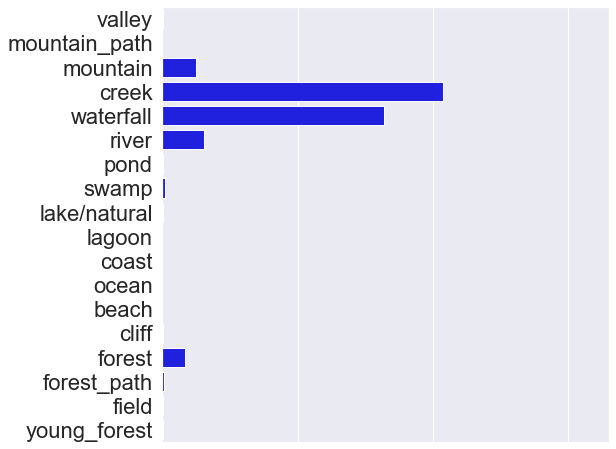 valley
mountain_path
mountain
creek
waterfall
river
pond
swamp
lake/natural
lagoon
coast
ocean
beach
cliff
forest
forest_path
field
young_forest